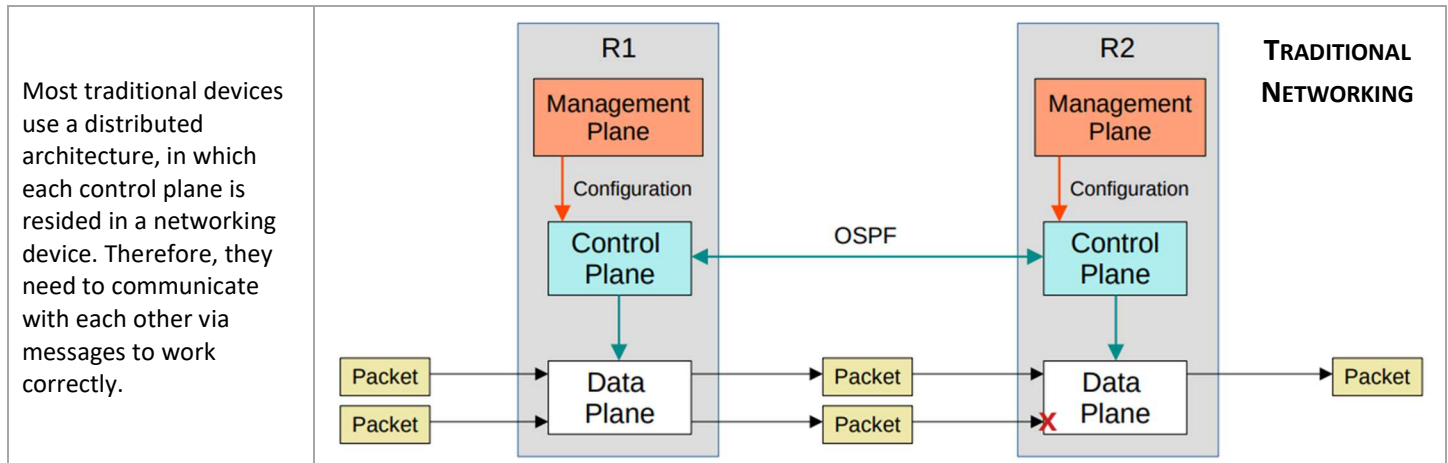 Most traditional devices
use a distributed
architecture, in which
each control plane is
resided in a networking
device. Therefore, they
need to communicate
with each other via
messages to work
correctly.
R1
R2
TRADITIONAL
NETWORKING
Management
Plane
Management
Plane
Configuration
Configuration
Control
Plane
OSPF
Control
Plane
Packet
Data
Plane
Packet
Data
Plane
Packet
Packet
Packet
X